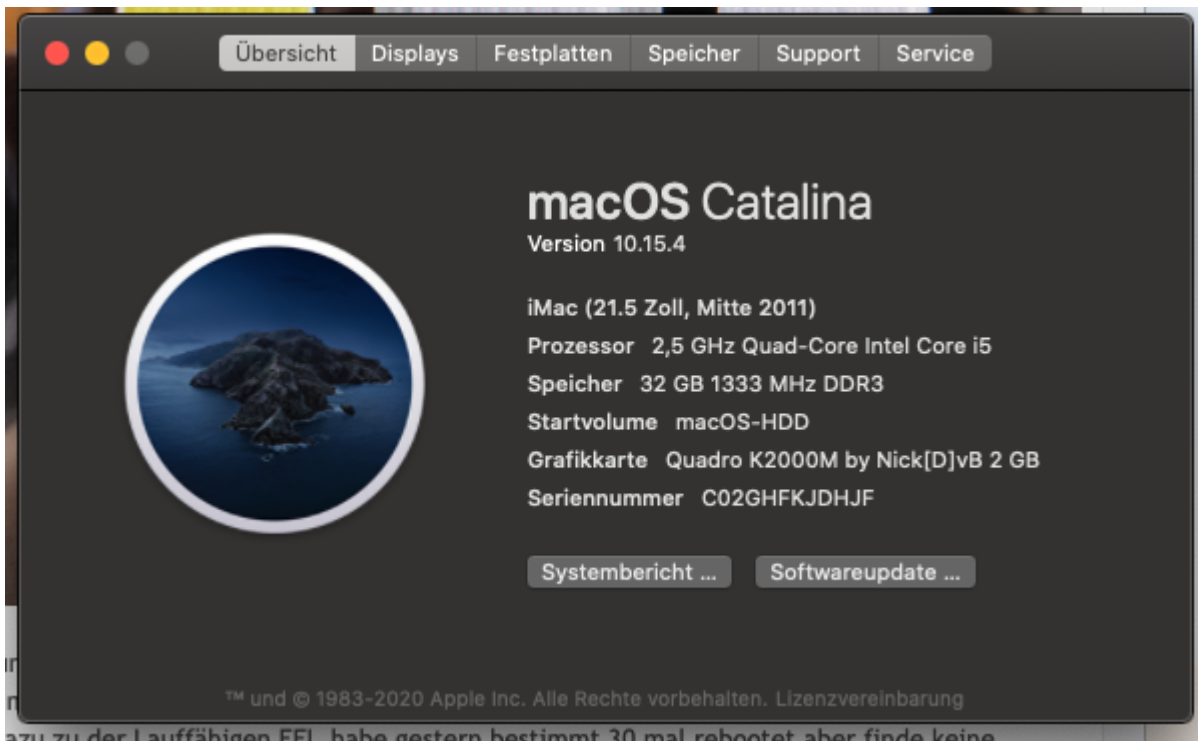 Übersicht Displays Festplatten Speicher Support Service
macOS Catalina
Version 10.15.4
iMac (21.5 Zoll, Mitte 2011)
Prozessor 2,5 GHz Quad-Core Intel Core i5
Speicher 32 GB 1333 MHz DDR3
Startvolume macOS-HDD
Grafikkarte Quadro K2000M by Nick[D]vB 2 GB
Seriennummer C02GHFKJDHJF
Systembericht ... Softwareupdate ...
™ und © 1983-2020 Apple Inc. Alle Rechte vorbehalten. Lizenzvereinbarung
zu der Lauffähigen EFI, habe gestern bestimmt 30 mal rebootet aber finde keine